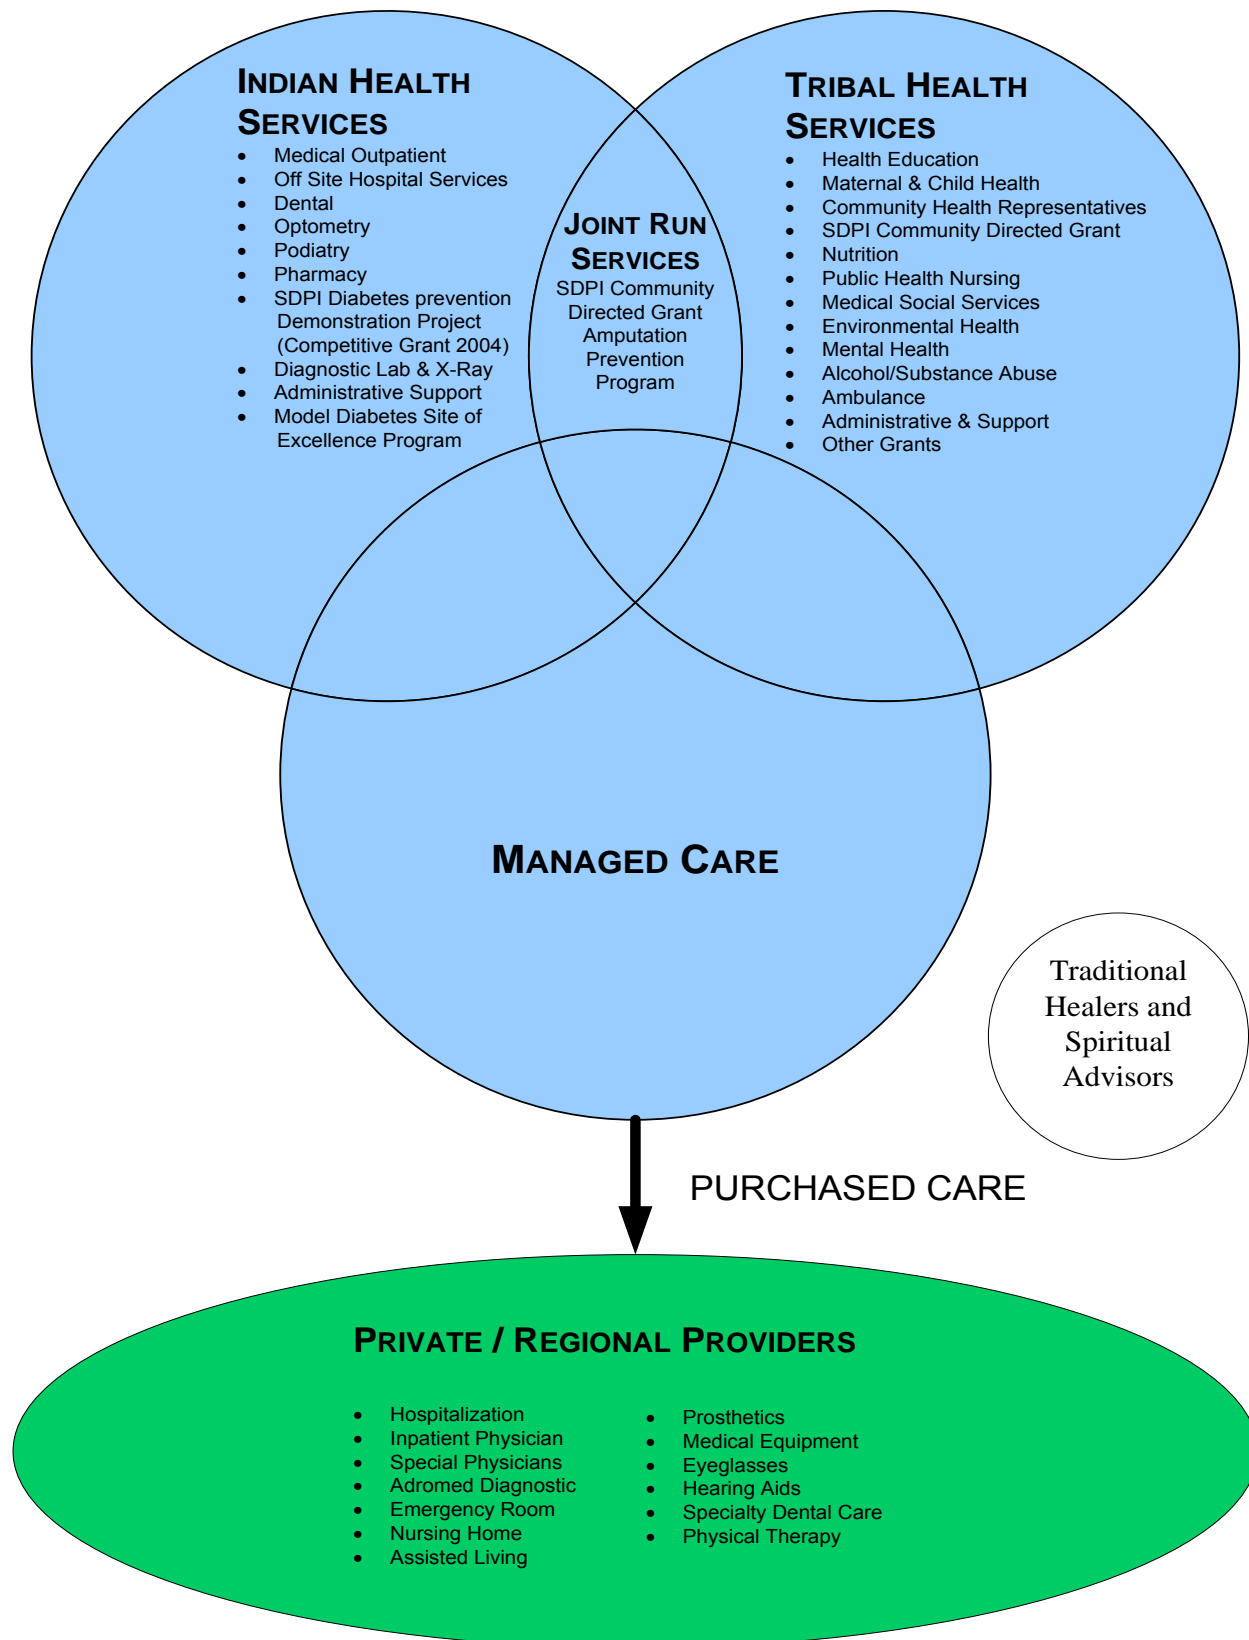 INDIAN HEALTH
SERVICES
• Medical Outpatient
• Off Site Hospital Services
• Dental
• Optometry
• Podiatry
• Pharmacy
• SDPI Diabetes prevention
Demonstration Project
(Competitive Grant 2004)
• Diagnostic Lab & X-Ray
• Administrative Support
• Model Diabetes Site of
Excellence Program
JOINT RUN
SERVICES
SDPI Community
Directed Grant
Amputation
Prevention
Program
TRIBAL HEALTH
SERVICES
• Health Education
• Maternal & Child Health
• Community Health Representatives
• SDPI Community Directed Grant
• Nutrition
• Public Health Nursing
• Medical Social Services
• Environmental Health
• Mental Health
• Alcohol/Substance Abuse
• Ambulance
• Administrative & Support
• Other Grants
MANAGED CARE
Traditional
Healers and
Spiritual
Advisors
PURCHASED CARE
PRIVATE / REGIONAL PROVIDERS
• Hospitalization
• Inpatient Physician
• Special Physicians
• Adromed Diagnostic
• Emergency Room
• Nursing Home
• Assisted Living
• Prosthetics
• Medical Equipment
• Eyeglasses
• Hearing Aids
• Specialty Dental Care
• Physical Therapy